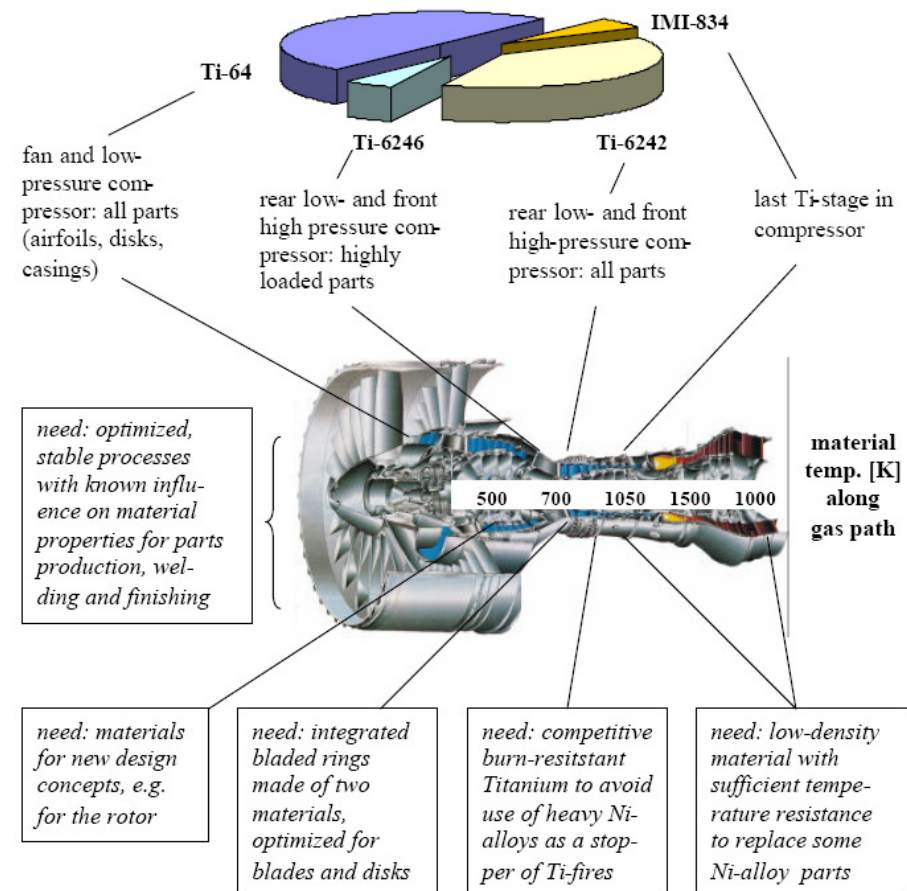 IMI-834
Ti-64
Ti-6246
Ti-6242
fan and low-
pressure com-
pressor: all parts
(airfoils, disks,
casings)
rear low- and front
high pressure com-
pressor: highly
loaded parts
rear low- and front
high-pressure com-
pressor: all parts
last Ti-stage in
compressor
need: optimized,
stable processes
with known influ-
ence on material
properties for parts
production, wel-
ding and finishing
500 700 1050 1500 1000
material
temp. [K]
along
gas path
need: materials
for new design
concepts, e.g.
for the rotor
need: integrated
bladed rings
made of two
materials,
optimized for
blades and disks
need: competitive
burn-resitstant
Titanium to avoid
use of heavy Ni-
alloys as a stop-
per of Ti-fires
need: low-density
material with
sufficient tempe-
rature resistance
to replace some
Ni-alloy parts